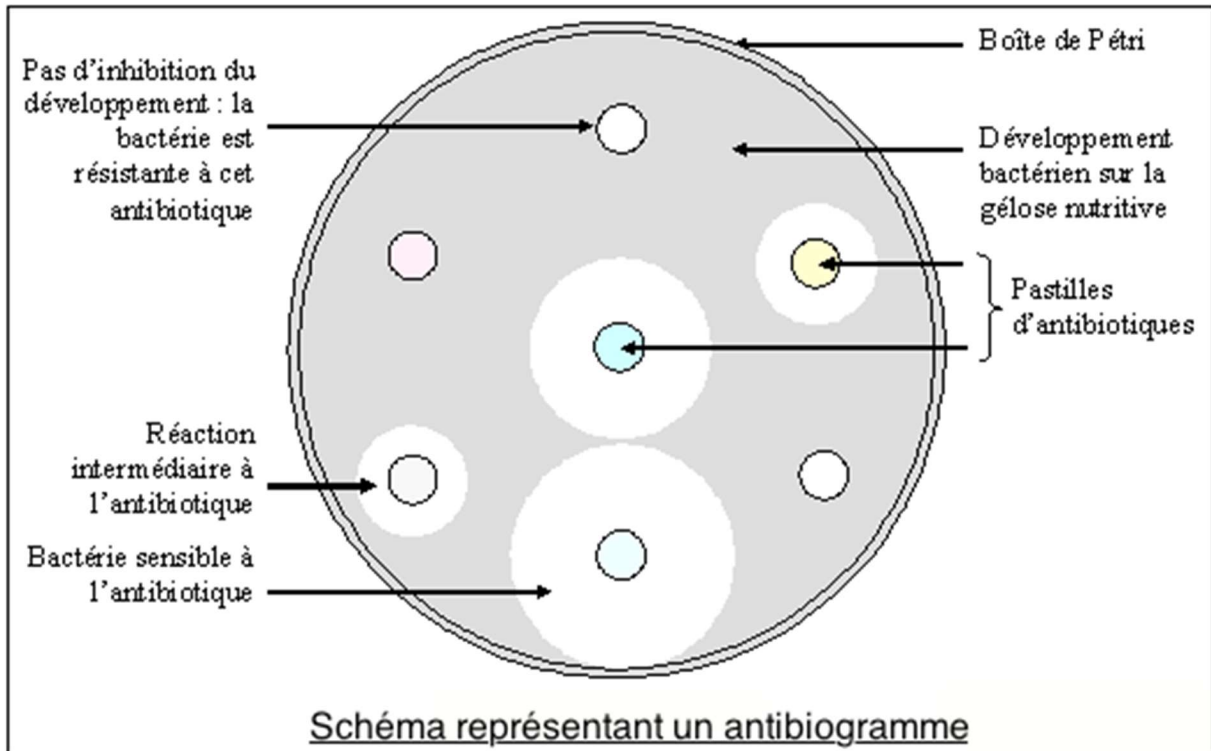 Pas d'inhibition du
développement : la
bactérie est
résistante à cet
antibiotique
Boîte de Pétri
Développement
bactérien sur la
gélose nutritive
Pastilles
d'antibiotiques
Réaction
intermédiaire à
l'antibiotique
Bactérie sensible à
l'antibiotique
Schéma représentant un antibiogramme